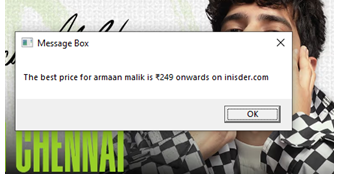 Message Box
The best price for armaan malik is ₹249 onwards on inisder.com
OK
CHENNAI